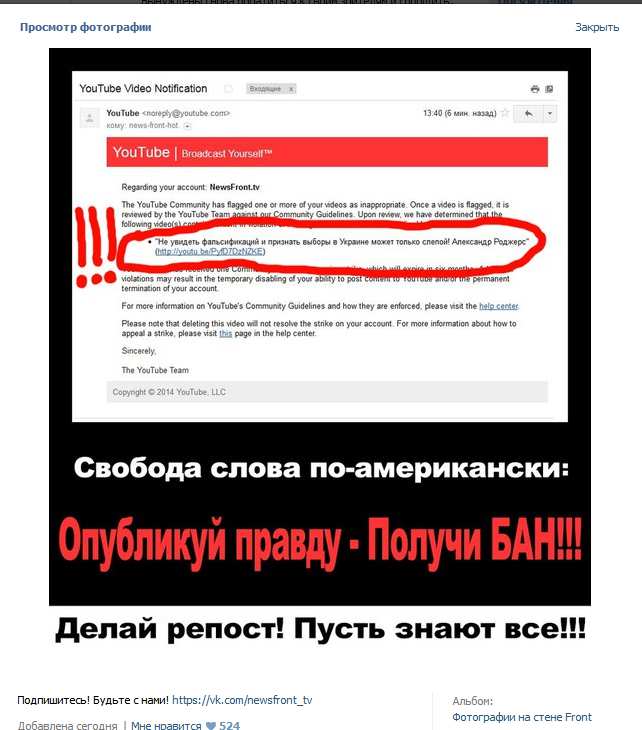 Просмотр фотографии
Закрыть
YouTube Video Notification
Входящие x
YouTube <noreply@youtube.com>
13:40 (6 мин. назад)
кому: news-front-hot.
YouTube | Broadcast Yourself™
Regarding your account: NewsFront.tv
The YouTube Community has flagged one or more of your videos as inappropriate. Once a video is flagged, it is
reviewed by the YouTube Team against our Community Guidelines. Upon review, we have determined that the
following video(s)
"Не увидеть фальсификаций и признать выборы в Украине может только слепой! Александр Роджерс"
(http://youtu.be/PyfD7DzNZKE)
which will expire in six months.
violations may result in the temporary disabling of your ability to post content to YouTube and/or the permanent
termination of your account.
For more information on YouTube's Community Guidelines and how they are enforced, please visit the help center.
Please note that deleting this video will not resolve the strike on your account. For more information about how to
appeal a strike, please visit this page in the help center.
Sincerely,
The YouTube Team
Copyright © 2014 YouTube, LLC
!!!
Свобода слова по-американски:
Опубликуй правду - Получи БАН!!!
Делай репост! Пусть знают все!!!
Подпишитесь! Будьте с нами! https://vk.com/newsfront_tv
Альбом:
Фотографии на стене Front
Добавлена сегодня | Мне нравится 524